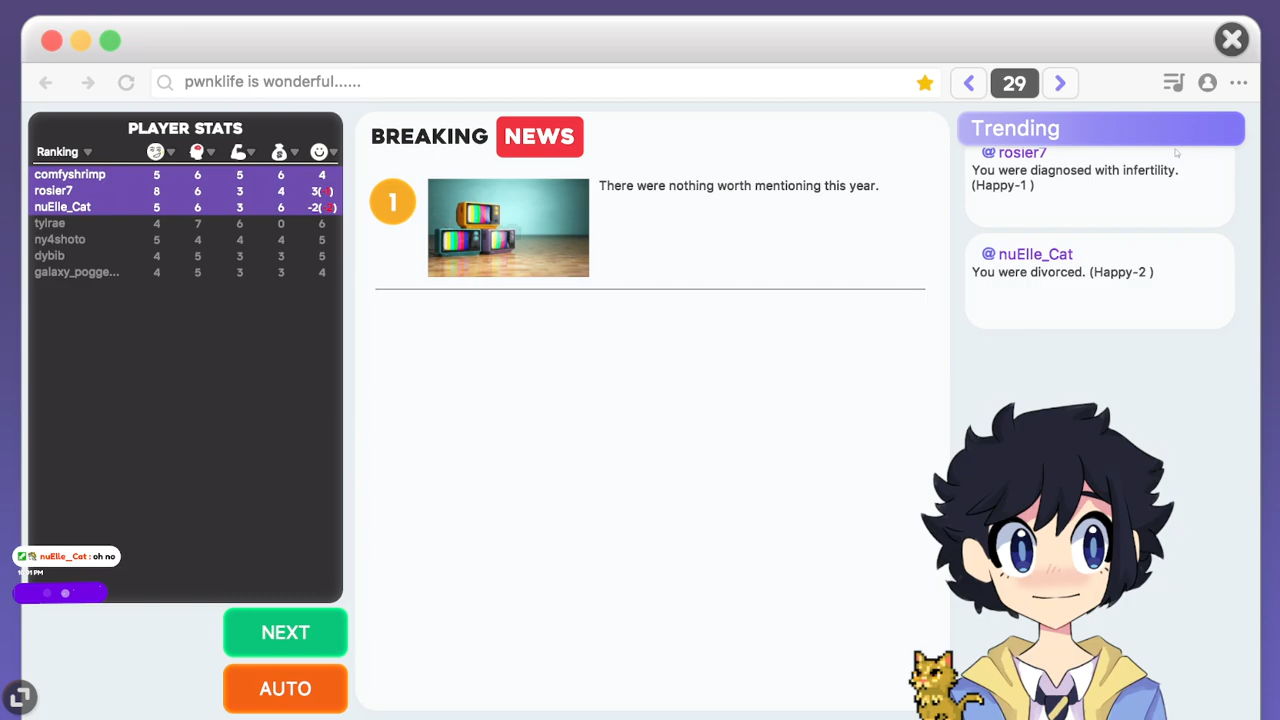 pwnklife is wonderful......
29
PLAYER STATS
Ranking
comfyshrimp 5 6 5 6 4
rosier7 8 6 3 4 3(-1)
nuElle_Cat 5 6 3 6 -2(-2)
tylrae 4 7 6 0 6
ny4shoto 5 4 4 4 5
dybib 4 5 3 3 5
galaxy_pogge... 4 5 3 3 4
nuElle_Cat : oh no
NEXT
AUTO
BREAKING NEWS
1
There were nothing worth mentioning this year.
Trending
@ rosier7
You were diagnosed with infertility.
(Happy-1 )
@ nuElle_Cat
You were divorced. (Happy-2 )